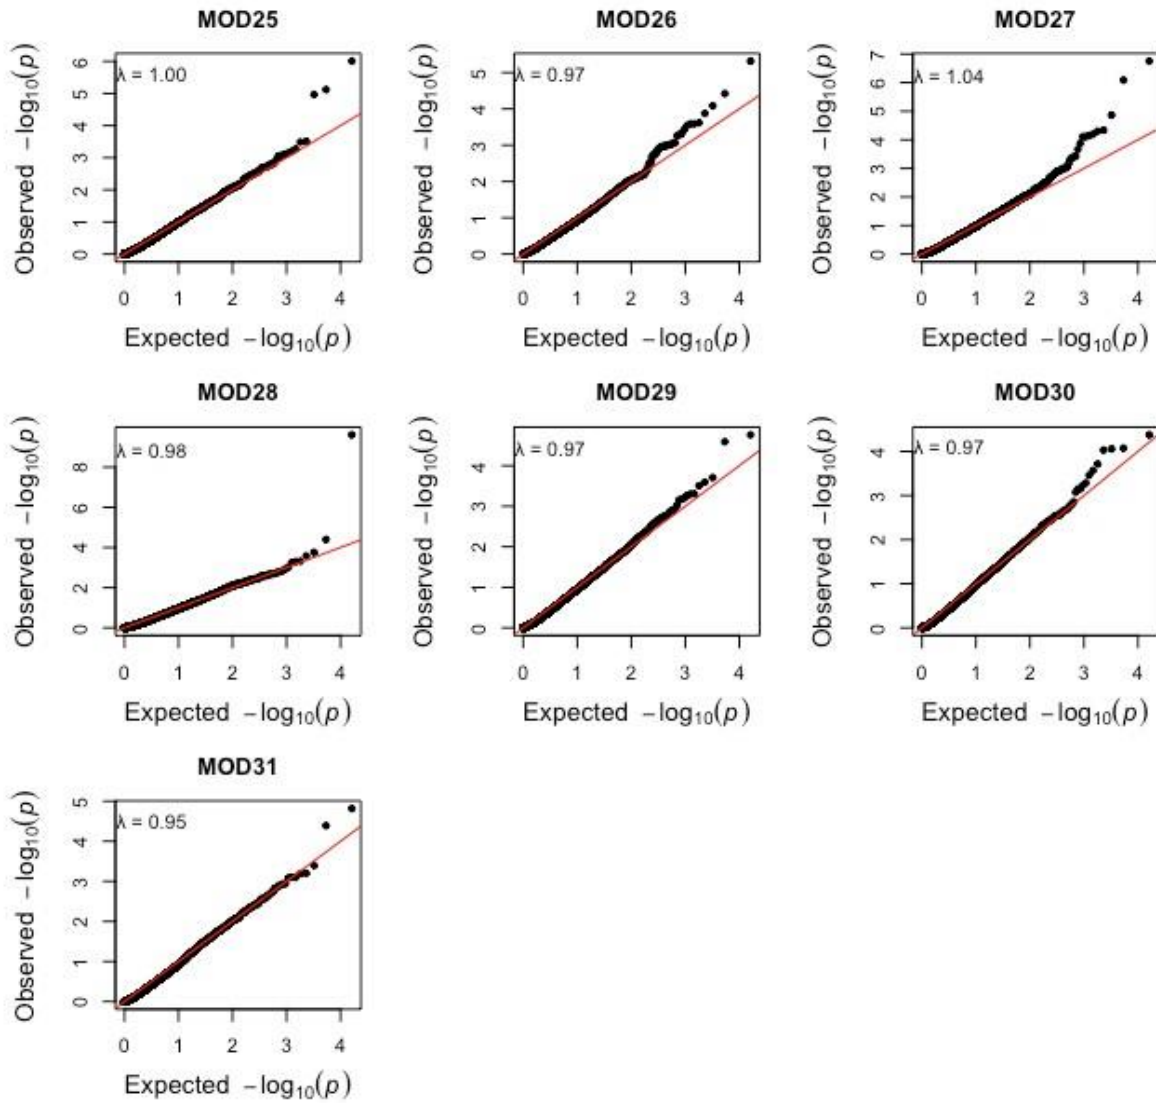 MOD25
MOD26
MOD27
Observed −log10(p)
0 1 2 3 4 5 6
λ = 1.00
0 1 2 3 4
Expected −log10(p)
Observed −log10(p)
0 1 2 3 4 5
λ = 0.97
0 1 2 3 4
Expected −log10(p)
Observed −log10(p)
0 1 2 3 4 5 6 7
λ = 1.04
0 1 2 3 4
Expected −log10(p)
MOD28
MOD29
MOD30
Observed −log10(p)
0 2 4 6 8
λ = 0.98
0 1 2 3 4
Expected −log10(p)
Observed −log10(p)
0 1 2 3 4
λ = 0.97
0 1 2 3 4
Expected −log10(p)
Observed −log10(p)
0 1 2 3 4
λ = 0.97
0 1 2 3 4
Expected −log10(p)
MOD31
Observed −log10(p)
0 1 2 3 4 5
λ = 0.95
0 1 2 3 4
Expected −log10(p)